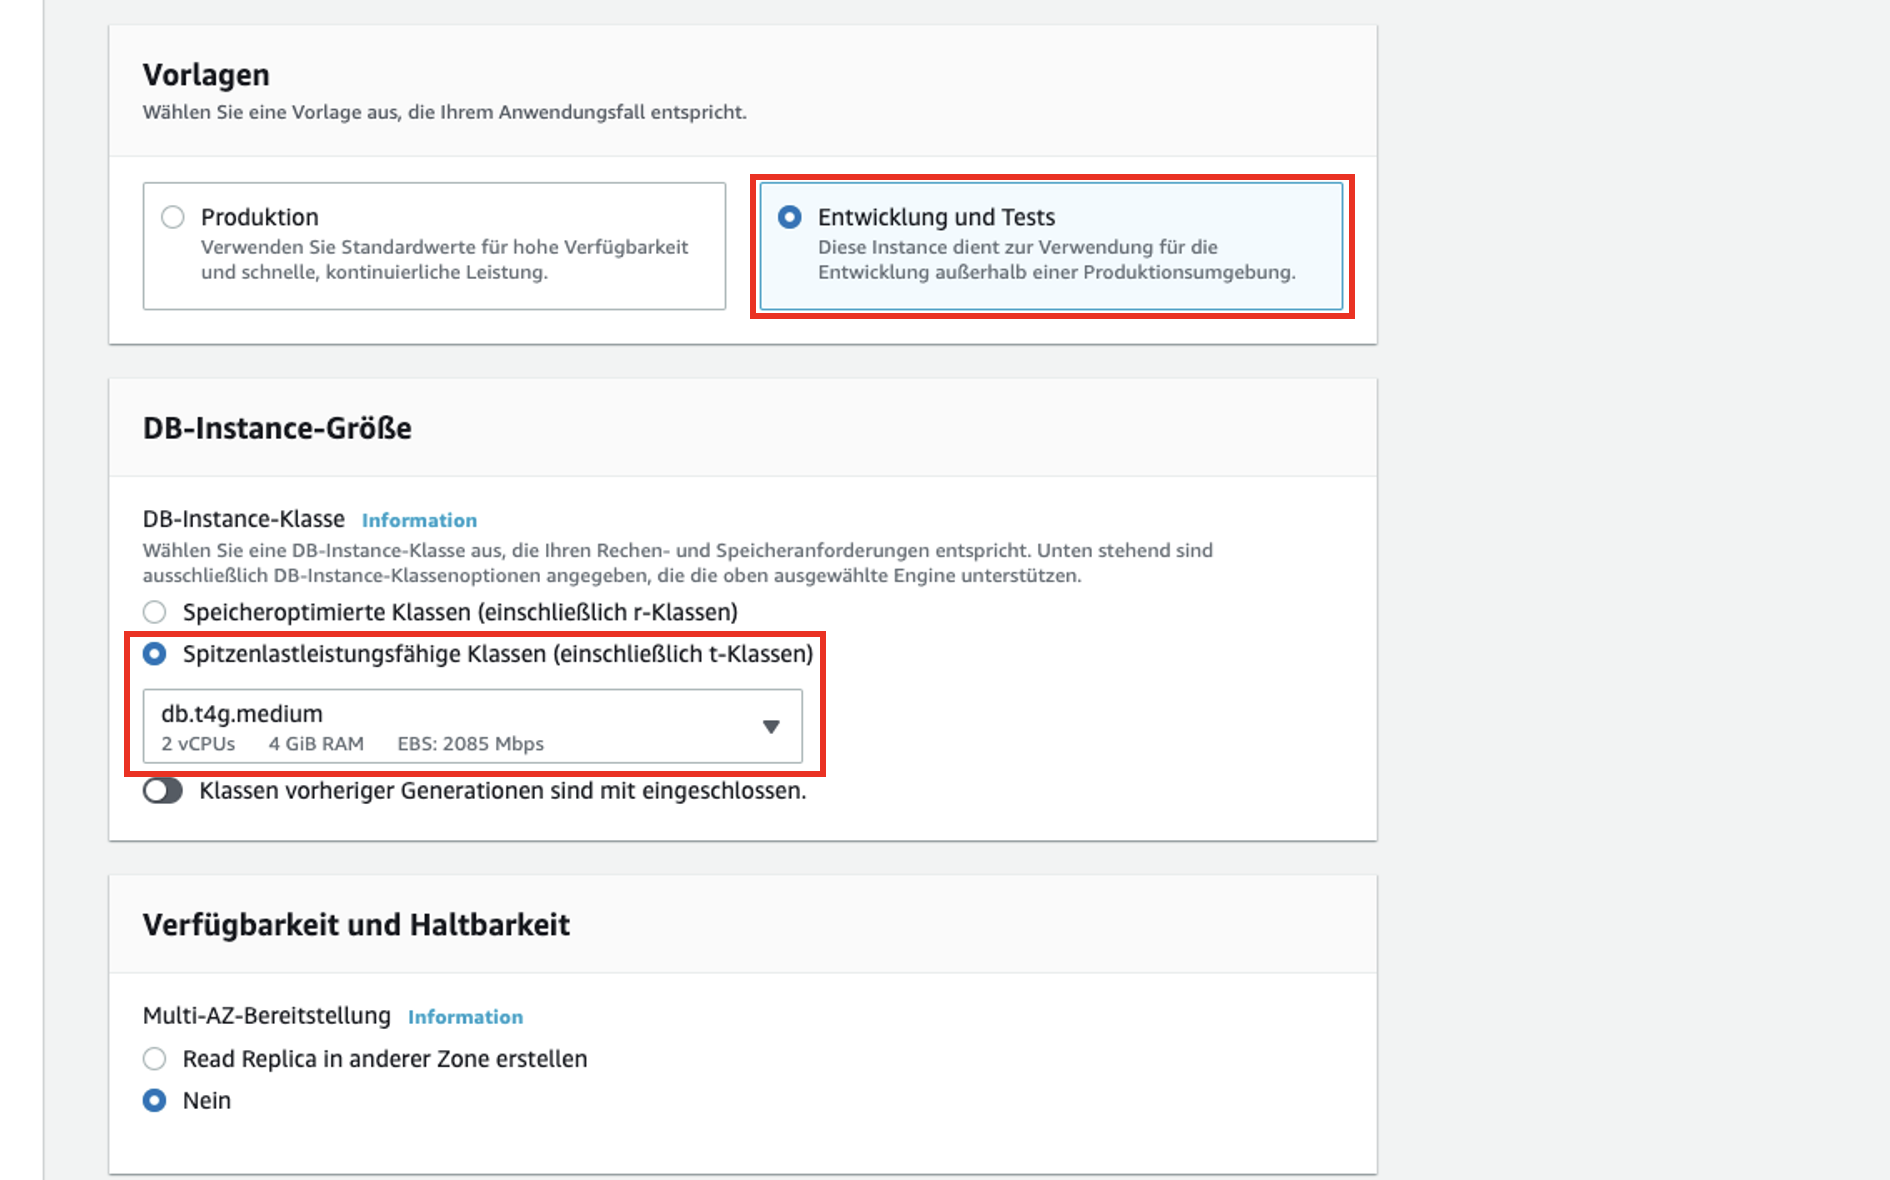 Vorlagen
Wählen Sie eine Vorlage aus, die Ihrem Anwendungsfall entspricht.
Produktion
Verwenden Sie Standardwerte für hohe Verfügbarkeit
und schnelle, kontinuierliche Leistung.
Entwicklung und Tests
Diese Instance dient zur Verwendung für die
Entwicklung außerhalb einer Produktionsumgebung.
DB-Instance-Größe
DB-Instance-Klasse Information
Wählen Sie eine DB-Instance-Klasse aus, die Ihren Rechen- und Speicheranforderungen entspricht. Unten stehend sind
ausschließlich DB-Instance-Klassenoptionen angegeben, die die oben ausgewählte Engine unterstützen.
Speicheroptimierte Klassen (einschließlich r-Klassen)
Spitzenlastleistungsfähige Klassen (einschließlich t-Klassen)
db.t4g.medium
2 vCPUs 4 GiB RAM EBS: 2085 Mbps
Klassen vorheriger Generationen sind mit eingeschlossen.
Verfügbarkeit und Haltbarkeit
Multi-AZ-Bereitstellung Information
Read Replica in anderer Zone erstellen
Nein